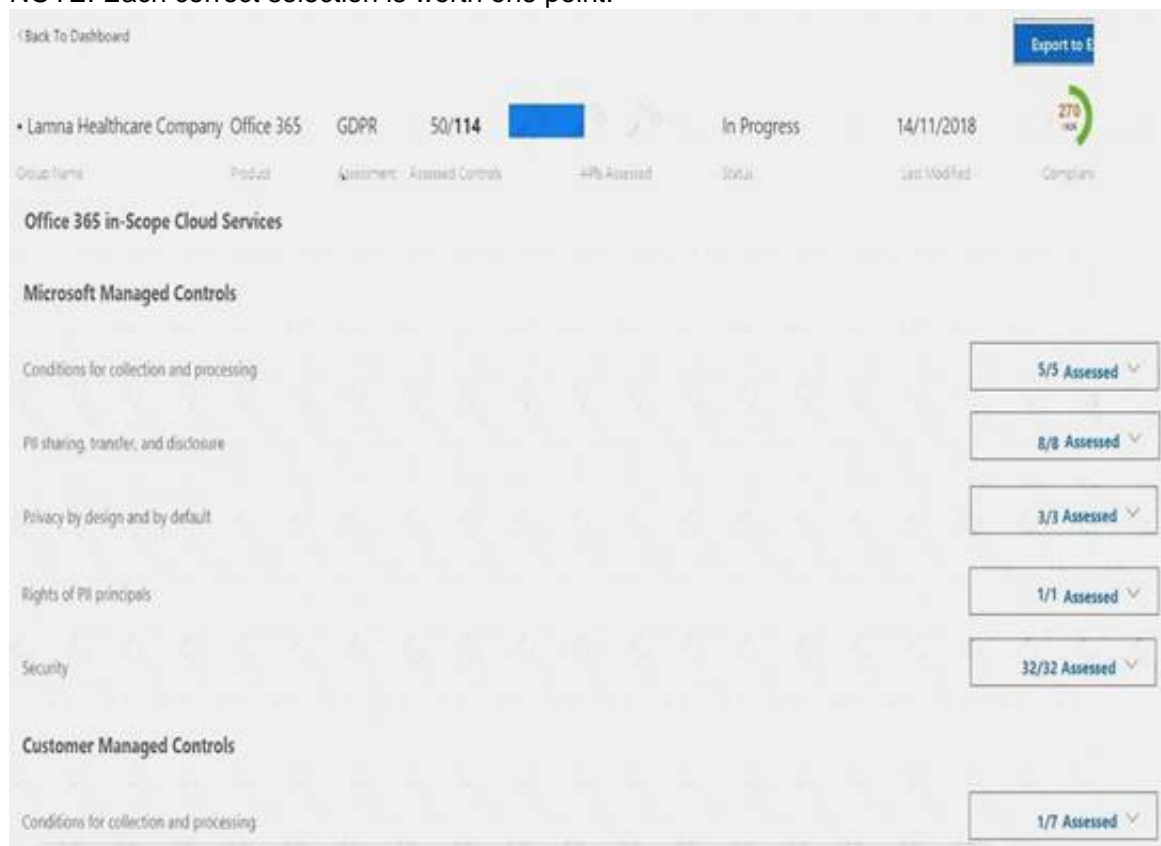 NOTE: Each correct selection is worth one point.
Back To Dashboard
Export to E
• Lamna Healthcare Company Office 365 GDPR 50/114 In Progress 14/11/2018 270
Group Name Product Assessment Assessed Controls 44% Assessed Status Last Modified Complian
Office 365 in-Scope Cloud Services
Microsoft Managed Controls
Conditions for collection and processing 5/5 Assessed
PII sharing, transfer, and disclosure 8/8 Assessed
Privacy by design and by default 3/3 Assessed
Rights of PII principals 1/1 Assessed
Security 32/32 Assessed
Customer Managed Controls
Conditions for collection and processing 1/7 Assessed